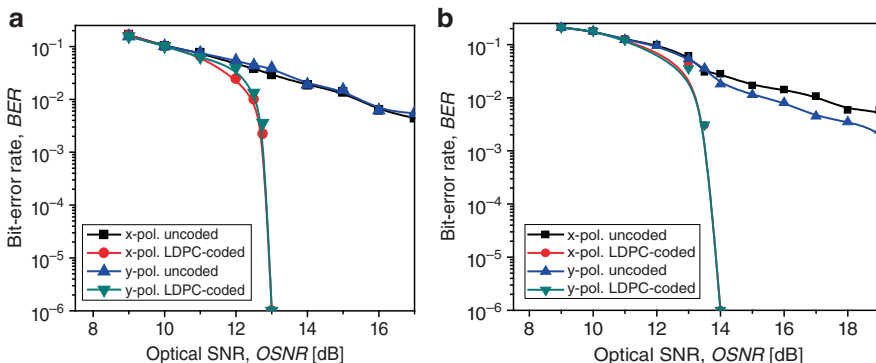 a
Bit-error rate, BER
10⁻¹
10⁻²
10⁻³
10⁻⁴
10⁻⁵
10⁻⁶
x-pol. uncoded
x-pol. LDPC-coded
y-pol. uncoded
y-pol. LDPC-coded
8 10 12 14 16
Optical SNR, OSNR [dB]
b
Bit-error rate, BER
10⁻¹
10⁻²
10⁻³
10⁻⁴
10⁻⁵
10⁻⁶
x-pol. uncoded
x-pol. LDPC-coded
y-pol. uncoded
y-pol. LDPC-coded
8 10 12 14 16 18
Optical SNR, OSNR [dB]